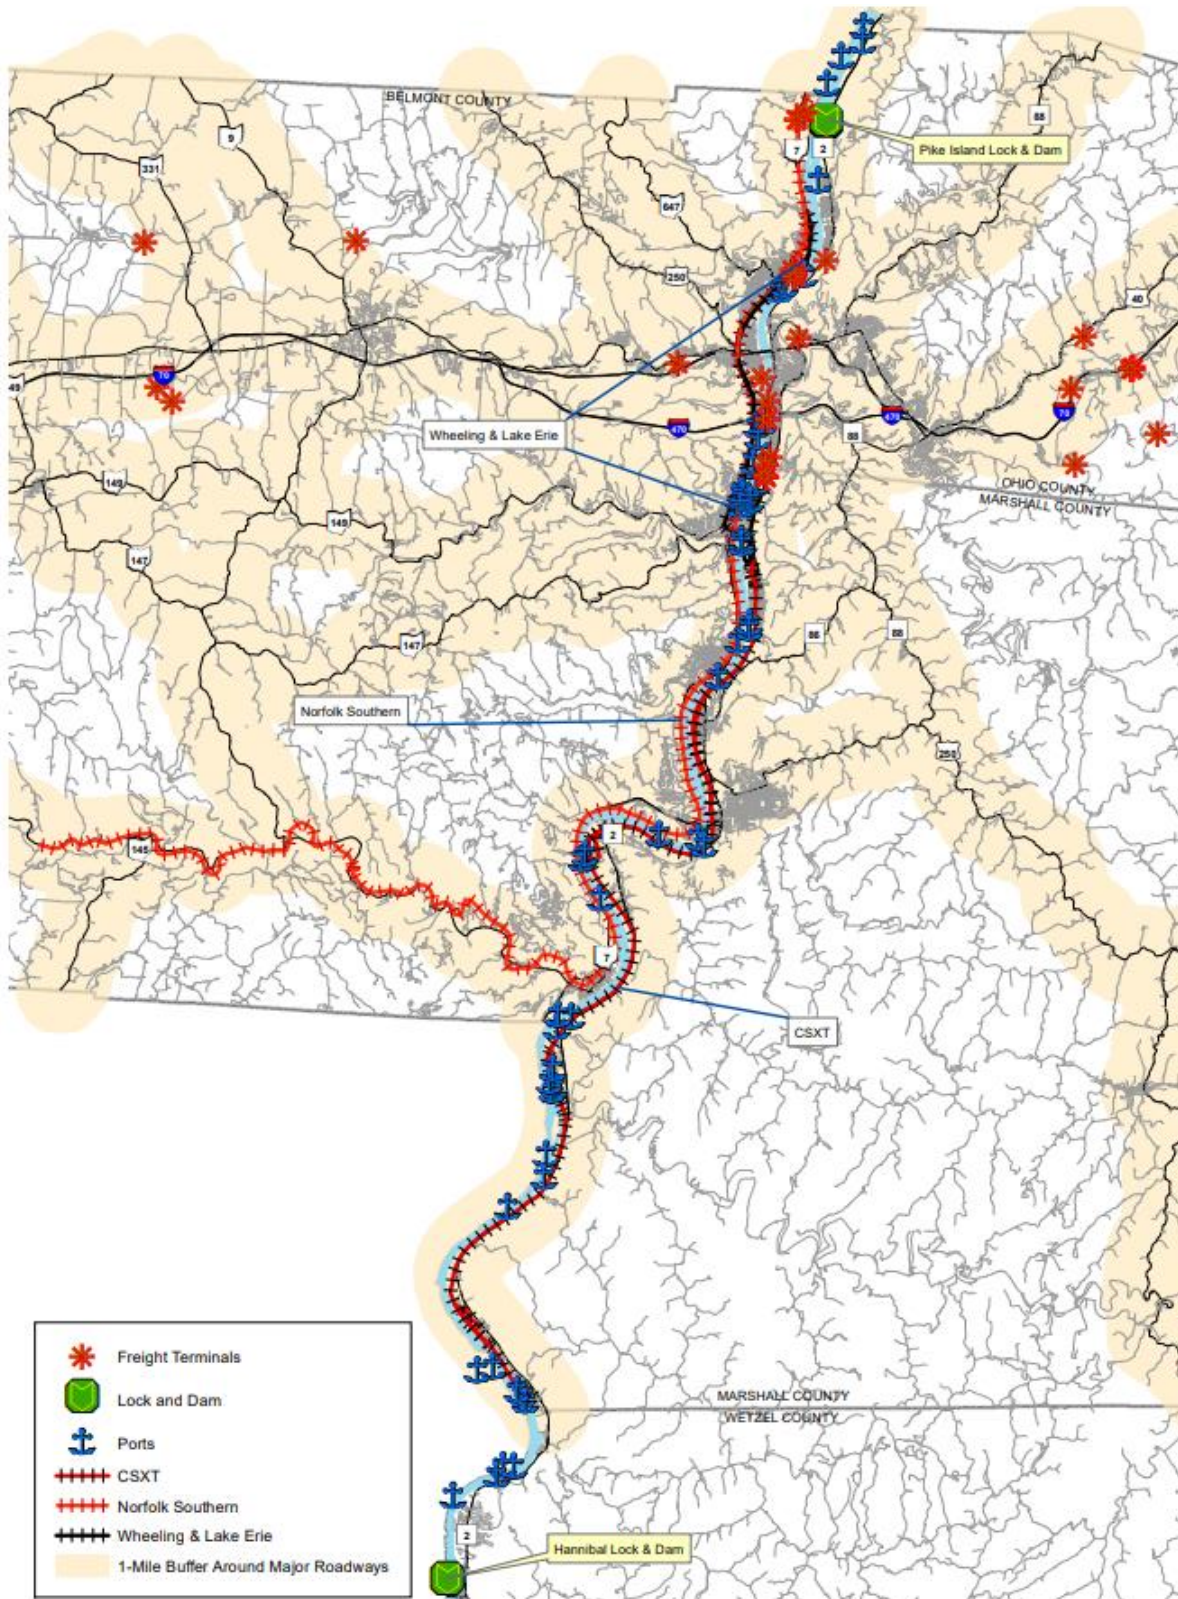 BELMONT COUNTY
88
9
Pike Island Lock & Dam
7
2
331
647
250
40
70
49
470
Wheeling & Lake Erie
88
470
70
149
OHIO COUNTY
MARSHALL COUNTY
149
147
147
88
88
Norfolk Southern
250
2
145
7
CSXT
Freight Terminals
Lock and Dam
Ports
CSXT
Norfolk Southern
Wheeling & Lake Erie
1-Mile Buffer Around Major Roadways
MARSHALL COUNTY
WETZEL COUNTY
2
Hannibal Lock & Dam